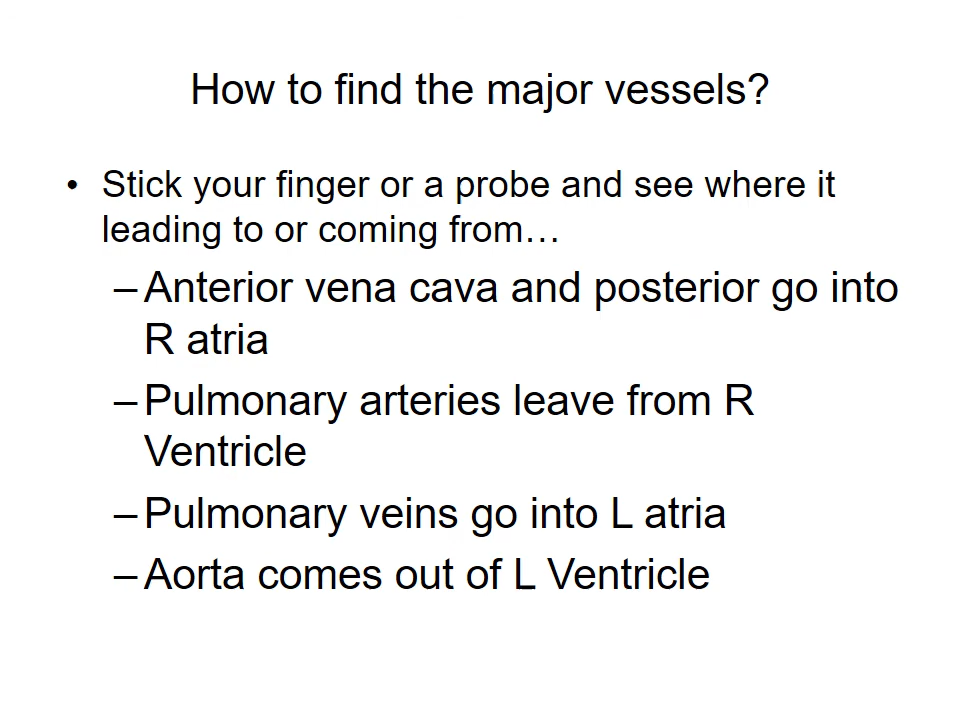 How to find the major vessels?
• Stick your finger or a probe and see where it
leading to or coming from…
– Anterior vena cava and posterior go into
R atria
– Pulmonary arteries leave from R
Ventricle
– Pulmonary veins go into L atria
– Aorta comes out of L Ventricle